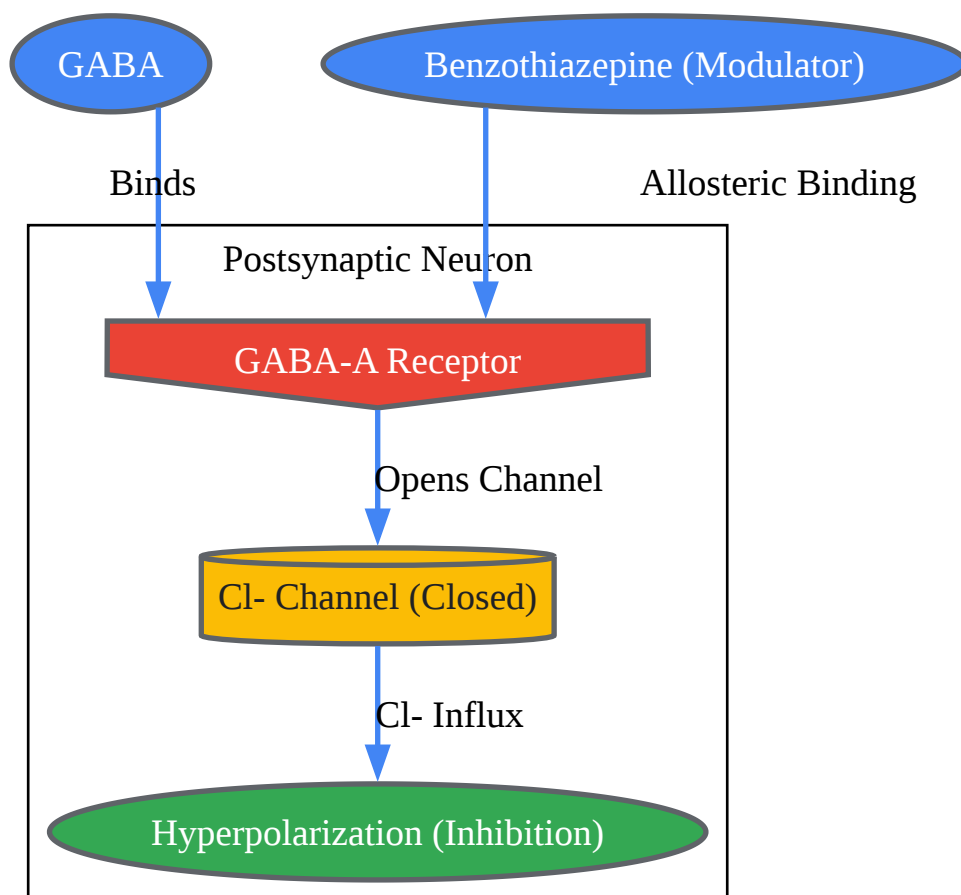 GABA
Benzothiazepine (Modulator)
Binds
Allosteric Binding
Postsynaptic Neuron
GABA-A Receptor
Opens Channel
Cl- Channel (Closed)
Cl- Influx
Hyperpolarization (Inhibition)